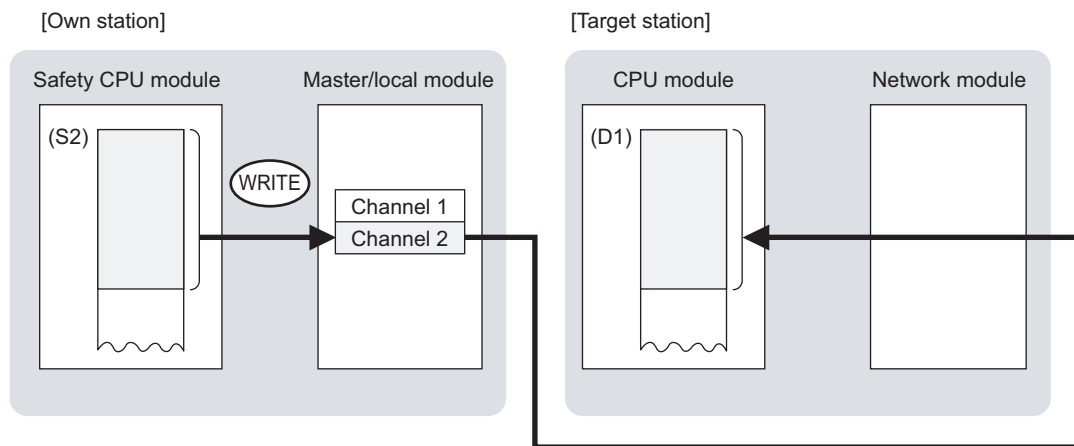 [Own station]
[Target station]
Safety CPU module
Master/local module
CPU module
Network module
(S2)
WRITE
Channel 1
Channel 2
(D1)